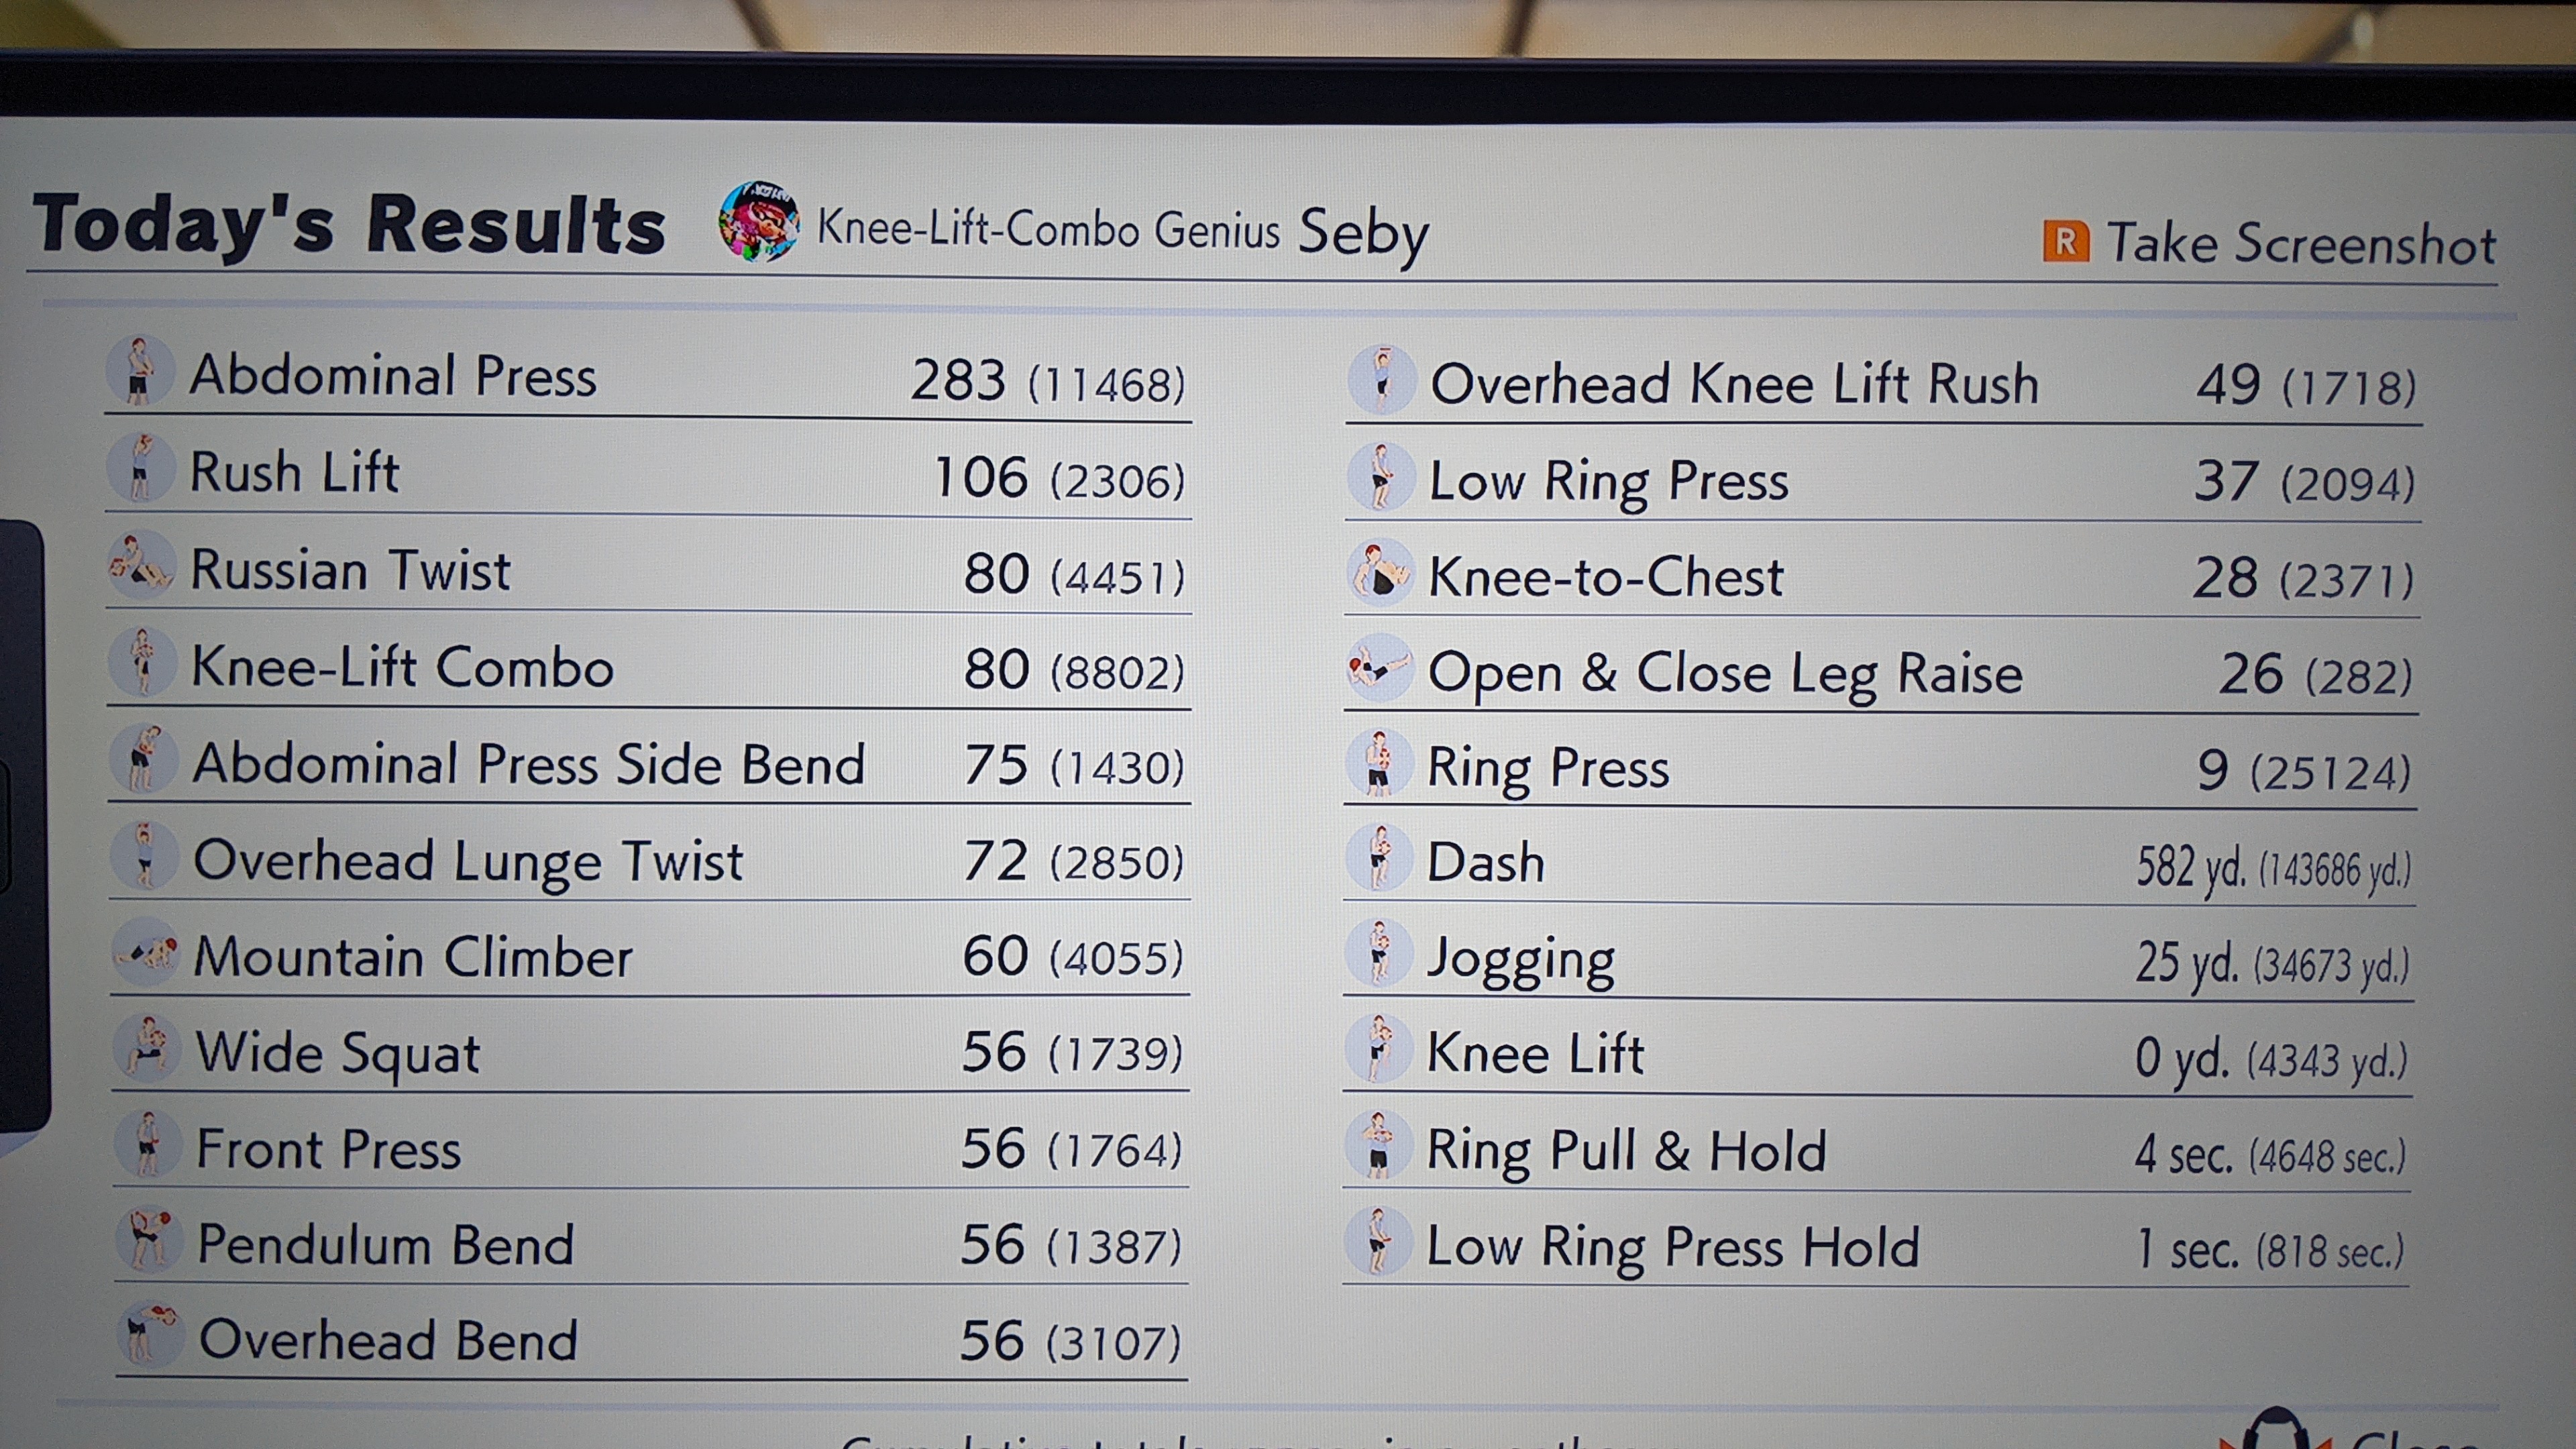 Today's Results Knee-Lift-Combo Genius Seby R Take Screenshot
Abdominal Press 283 (11468)
Rush Lift 106 (2306)
Russian Twist 80 (4451)
Knee-Lift Combo 80 (8802)
Abdominal Press Side Bend 75 (1430)
Overhead Lunge Twist 72 (2850)
Mountain Climber 60 (4055)
Wide Squat 56 (1739)
Front Press 56 (1764)
Pendulum Bend 56 (1387)
Overhead Bend 56 (3107)
Overhead Knee Lift Rush 49 (1718)
Low Ring Press 37 (2094)
Knee-to-Chest 28 (2371)
Open & Close Leg Raise 26 (282)
Ring Press 9 (25124)
Dash 582 yd. (143686 yd.)
Jogging 25 yd. (34673 yd.)
Knee Lift 0 yd. (4343 yd.)
Ring Pull & Hold 4 sec. (4648 sec.)
Low Ring Press Hold 1 sec. (818 sec.)
Close